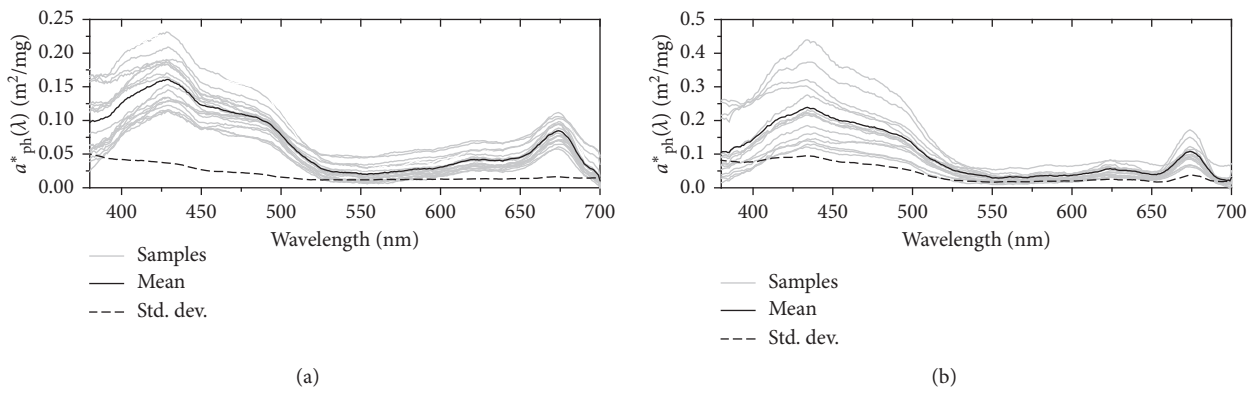 0.25
0.20
0.15
0.10
0.05
0.00
a*ph(λ) (m²/mg)
400 450 500 550 600 650 700
Wavelength (nm)
Samples
Mean
Std. dev.
(a)
0.5
0.4
0.3
0.2
0.1
0.0
a*ph(λ) (m²/mg)
400 450 500 550 600 650 700
Wavelength (nm)
Samples
Mean
Std. dev.
(b)